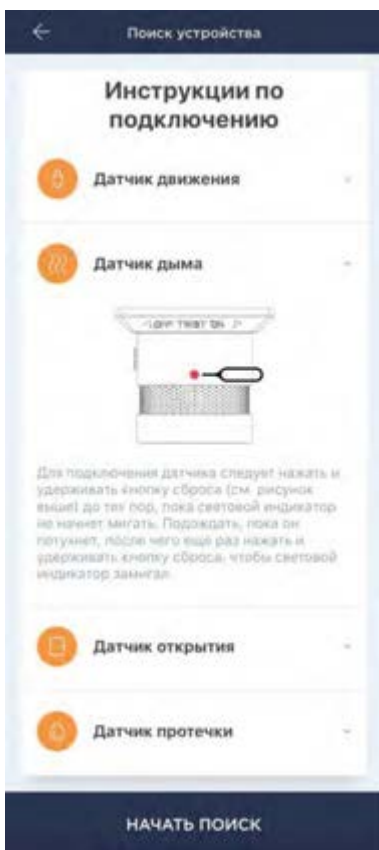 Поиск устройства
Инструкции по
подключению
Датчик движения
Датчик дыма
Для подключения датчика следует нажать и
удерживать кнопку сброса (см. рисунок
выше) до тех пор, пока световой индикатор
не начнет мигать. Подождать, пока он
потухнет, после чего еще раз нажать и
удерживать кнопку сброса, чтобы световой
индикатор замигал.
Датчик открытия
Датчик протечки
НАЧАТЬ ПОИСК